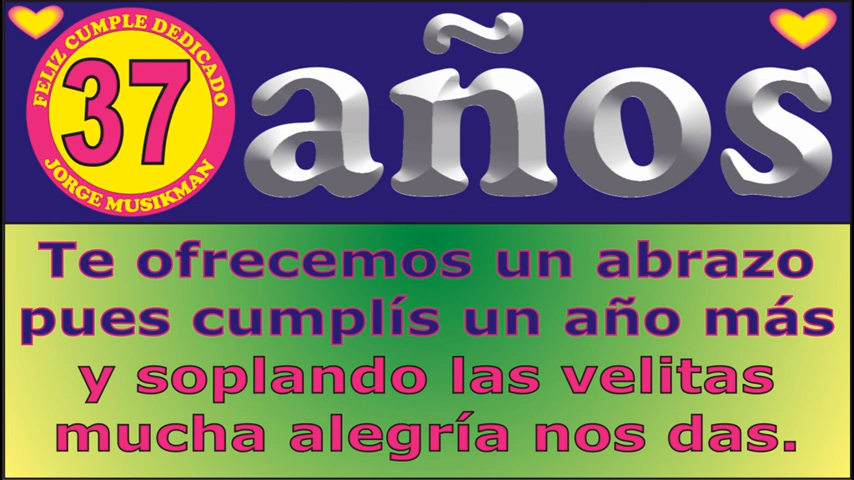 FELIZ CUMPLE DEDICADO
37
JORGE MUSIKMAN
años
Te ofrecemos un abrazo
pues cumplís un año más
y soplando las velitas
mucha alegría nos das.